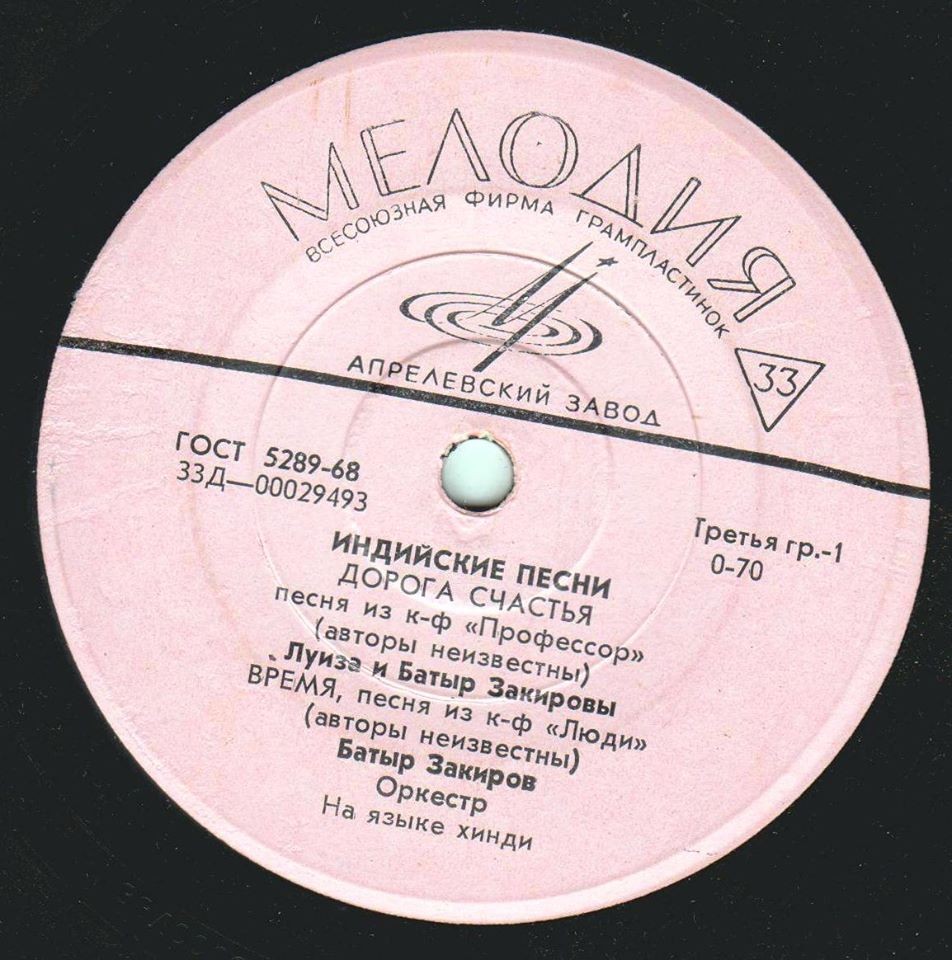 МЕЛОДИЯ
ВСЕСОЮЗНАЯ ФИРМА ГРАМПЛАСТИНОК
33
АПРЕЛЕВСКИЙ ЗАВОД
ГОСТ 5289-68
33Д—00029493
Третья гр.-1
0-70
ИНДИЙСКИЕ ПЕСНИ
ДОРОГА СЧАСТЬЯ
песня из к-ф «Профессор»
(авторы неизвестны)
Луиза и Батыр Закировы
ВРЕМЯ, песня из к-ф «Люди»
(авторы неизвестны)
Батыр Закиров
Оркестр
На языке хинди